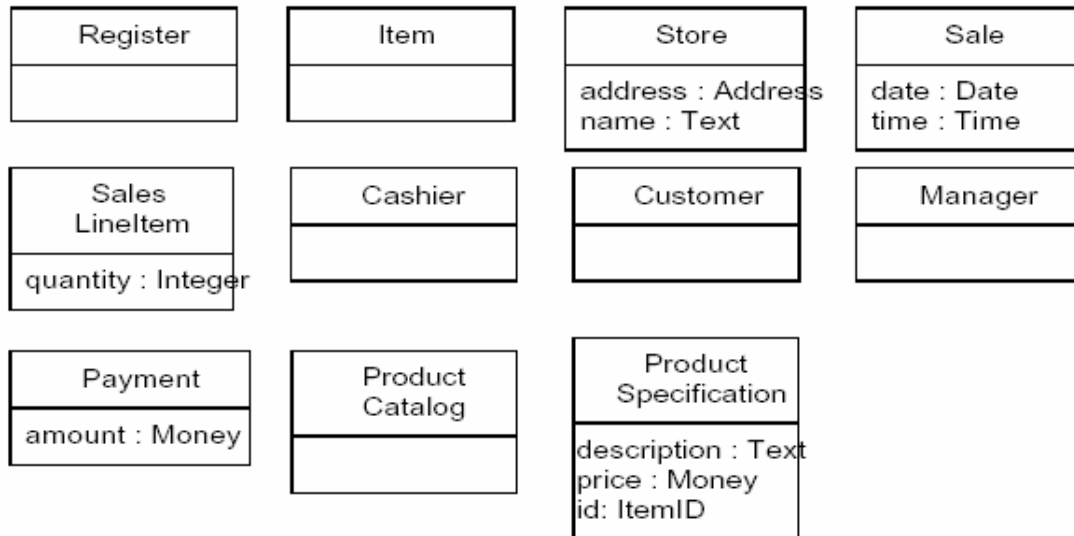 Register
Item
Store
address : Address
name : Text
Sale
date : Date
time : Time
Sales
LineItem
quantity : Integer
Cashier
Customer
Manager
Payment
amount : Money
Product
Catalog
Product
Specification
description : Text
price : Money
id: ItemID